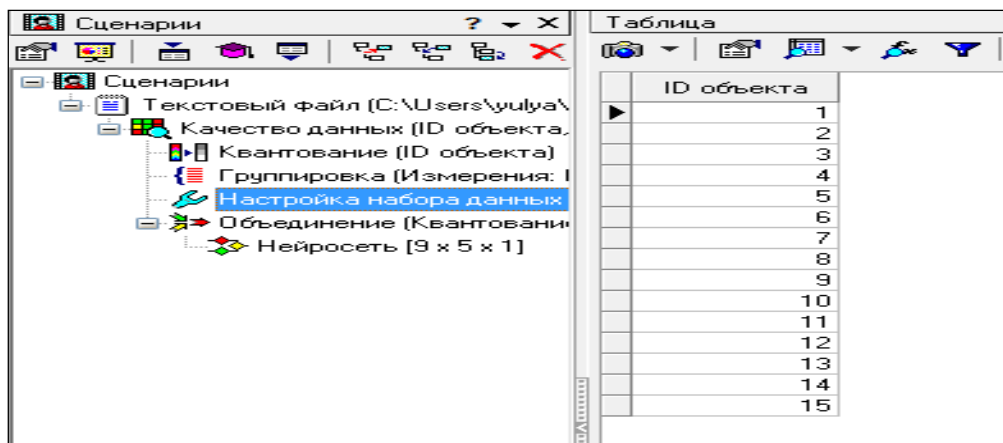 Сценарии
Сценарии
Текстовый файл (C:\Users\yulya\
Качество данных (ID объекта,
Квантование (ID объекта)
Группировка (Измерения:
Настройка набора данных
Объединение (Квантовани
Нейросеть [9 x 5 x 1]
Таблица
ID объекта
1
2
3
4
5
6
7
8
9
10
11
12
13
14
15